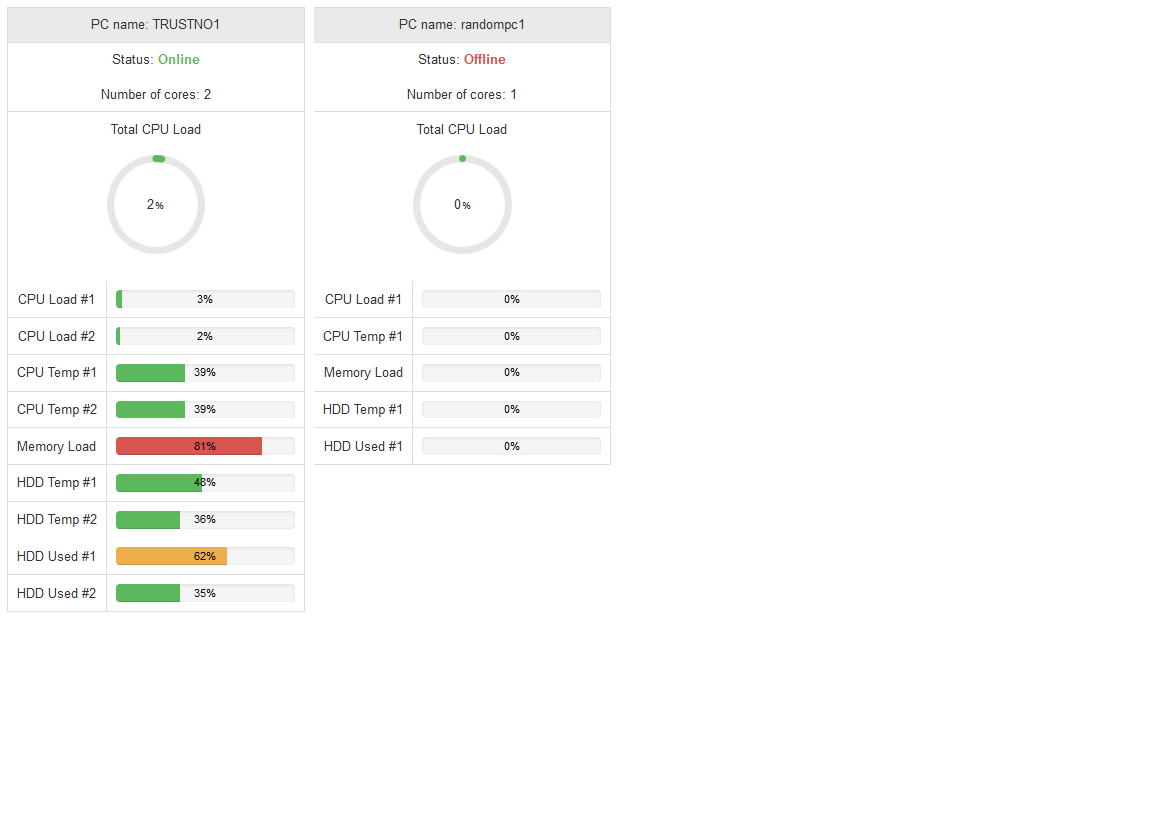 PC name: TRUSTNO1
Status: Online
Number of cores: 2
Total CPU Load
2%
CPU Load #1 3%
CPU Load #2 2%
CPU Temp #1 39%
CPU Temp #2 39%
Memory Load 81%
HDD Temp #1 48%
HDD Temp #2 36%
HDD Used #1 62%
HDD Used #2 35%
PC name: randompc1
Status: Offline
Number of cores: 1
Total CPU Load
0%
CPU Load #1 0%
CPU Temp #1 0%
Memory Load 0%
HDD Temp #1 0%
HDD Used #1 0%